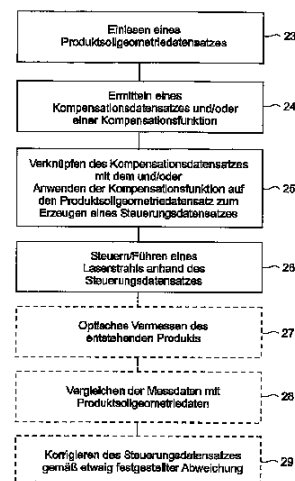 Einlesen eines
Produktsollgeometriedatensatzes
23
Ermitteln eines
Kompensationsdatensatzes und/oder
einer Kompensationsfunktion
24
Verknüpfen des Kompensationsdatensatzes
mit dem und/oder
Anwenden der Kompensationsfunktion auf
den Produktsollgeometriedatensatz zum
Erzeugen eines Steuerungsdatensatzes
25
Steuern/Führen eines
Laserstrahls anhand des
Steuerungsdatensatzes
26
Optisches Vermessen des
entstehenden Produkts
27
Vergleichen der Messdaten mit
Produktsollgeometriedaten
28
Korrigieren des Steuerungsdatensatzes
gemäß etwaig festgestellter Abweichung
29